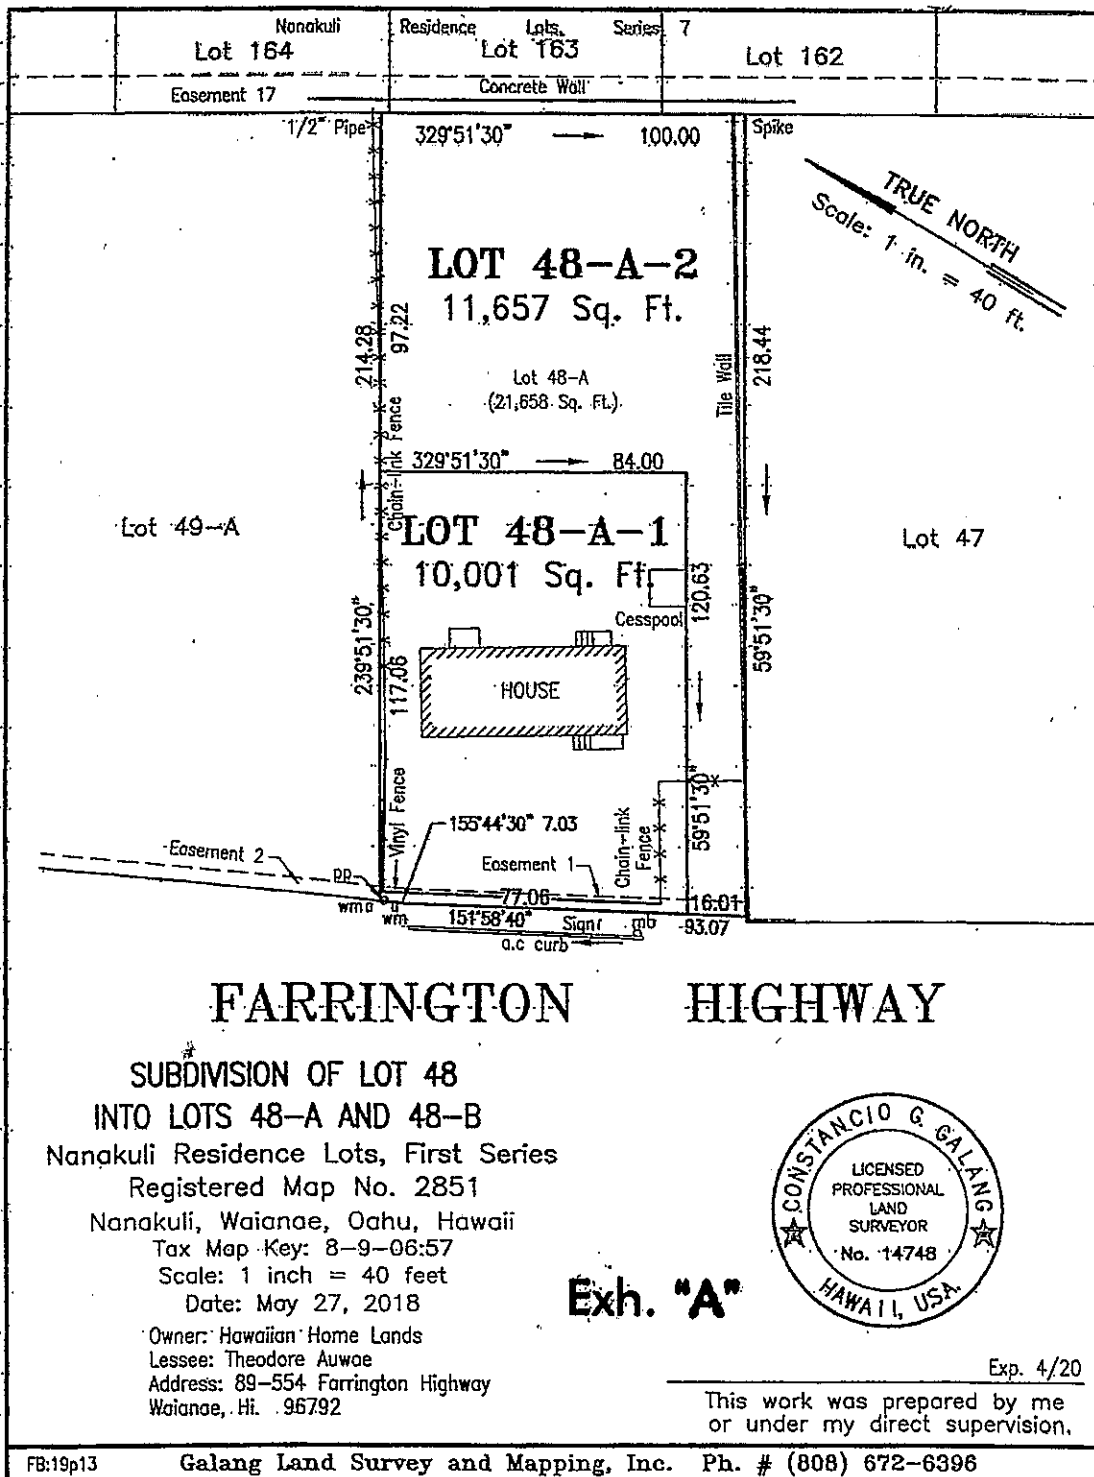 Nanakuli Residence Lots, Series 7
Lot 164
Lot 163
Lot 162
Easement 17
Concrete Wall
1/2" Pipe
329°51'30" 100.00
Spike
TRUE NORTH
Scale: 1 in. = 40 ft.
LOT 48-A-2
11,657 Sq. Ft.
214.28
97.22
218.44
Tile Wall
Lot 48-A
(21,658 Sq. Ft.)
Chain-link Fence
329°51'30" 84.00
Lot 49-A
LOT 48-A-1
10,001 Sq. Ft.
Lot 47
Cesspool
120.63
239°51'30"
117.06
59°51'30"
HOUSE
Vinyl Fence
155°44'30" 7.03
Chain-link
Fence
59°51'30"
Easement 2
Easement 1
pp
77.06
16.01
wm
wm
151°58'40"
Sign
mb
93.07
a.c curb
FARRINGTON HIGHWAY
SUBDIVISION OF LOT 48
INTO LOTS 48-A AND 48-B
Nanakuli Residence Lots, First Series
Registered Map No. 2851
Nanakuli, Waianae, Oahu, Hawaii
Tax Map Key: 8-9-06:57
Scale: 1 inch = 40 feet
Date: May 27, 2018
Owner: Hawaiian Home Lands
Lessee: Theodore Auwae
Address: 89-554 Farrington Highway
Waianae, Hi. 96792
Exh. "A"
CONSTANCIO G. GALANG
LICENSED
PROFESSIONAL
LAND
SURVEYOR
No. 14748
HAWAII, USA
Exp. 4/20
This work was prepared by me
or under my direct supervision.
FB:19p13
Galang Land Survey and Mapping, Inc. Ph. # (808) 672-6396